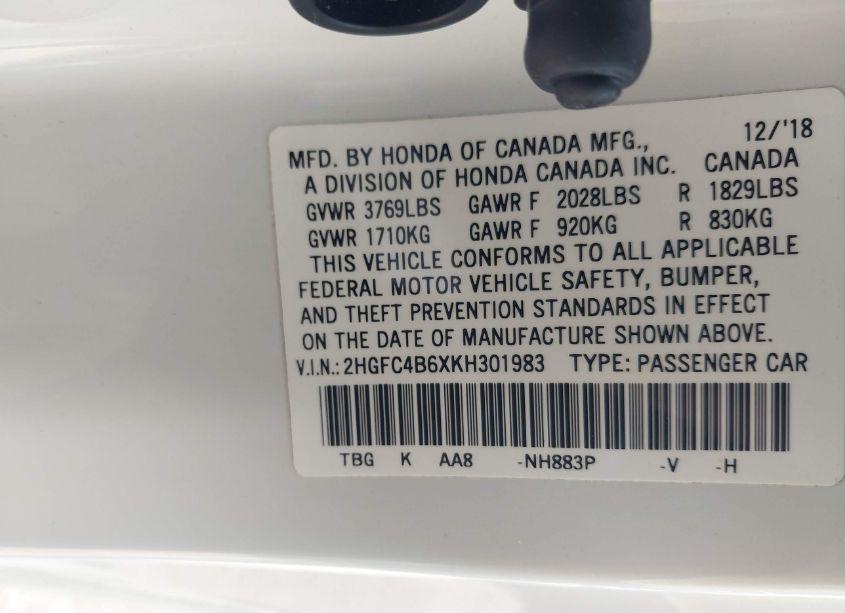 12/'18
MFD. BY HONDA OF CANADA MFG.,
A DIVISION OF HONDA CANADA INC. CANADA
GVWR 3769LBS GAWR F 2028LBS R 1829LBS
GVWR 1710KG GAWR F 920KG R 830KG
THIS VEHICLE CONFORMS TO ALL APPLICABLE
FEDERAL MOTOR VEHICLE SAFETY, BUMPER,
AND THEFT PREVENTION STANDARDS IN EFFECT
ON THE DATE OF MANUFACTURE SHOWN ABOVE.
V.I.N.: 2HGFC4B6XKH301983 TYPE: PASSENGER CAR
TBG K AA8 -NH883P -V -H